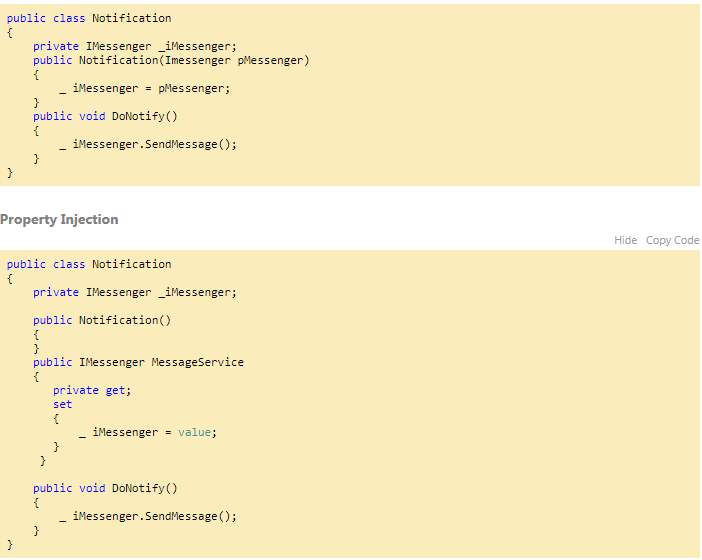 public class Notification
{
    private IMessenger _iMessenger;
    public Notification(Imessenger pMessenger)
    {
        _ iMessenger = pMessenger;
    }
    public void DoNotify()
    {
        _ iMessenger.SendMessage();
    }
}
Property Injection
Hide Copy Code
public class Notification
{
    private IMessenger _iMessenger;
    public Notification()
    {
    }
    public IMessenger MessageService
    {
       private get;
       set
       {
           _ iMessenger = value;
       }
     }
    public void DoNotify()
    {
        _ iMessenger.SendMessage();
    }
}